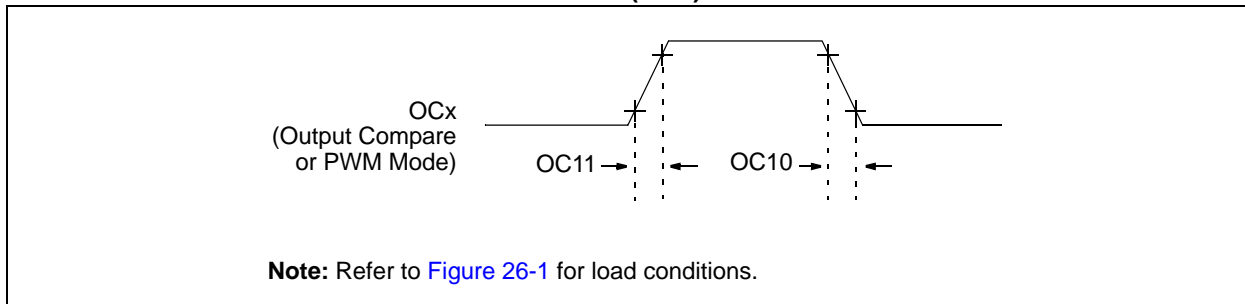 OCx
(Output Compare
or PWM Mode)
OC11
OC10
Note: Refer to Figure 26-1 for load conditions.